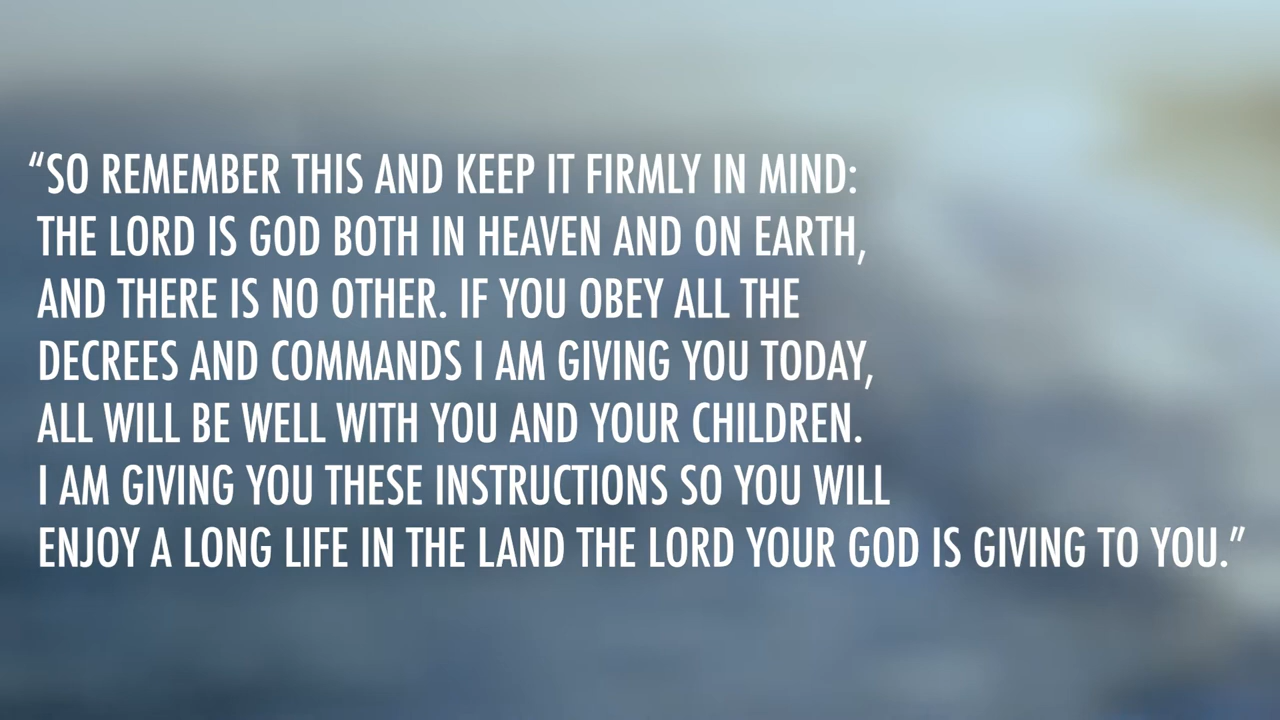 “SO REMEMBER THIS AND KEEP IT FIRMLY IN MIND:
THE LORD IS GOD BOTH IN HEAVEN AND ON EARTH,
AND THERE IS NO OTHER. IF YOU OBEY ALL THE
DECREES AND COMMANDS I AM GIVING YOU TODAY,
ALL WILL BE WELL WITH YOU AND YOUR CHILDREN.
I AM GIVING YOU THESE INSTRUCTIONS SO YOU WILL
ENJOY A LONG LIFE IN THE LAND THE LORD YOUR GOD IS GIVING TO YOU.”